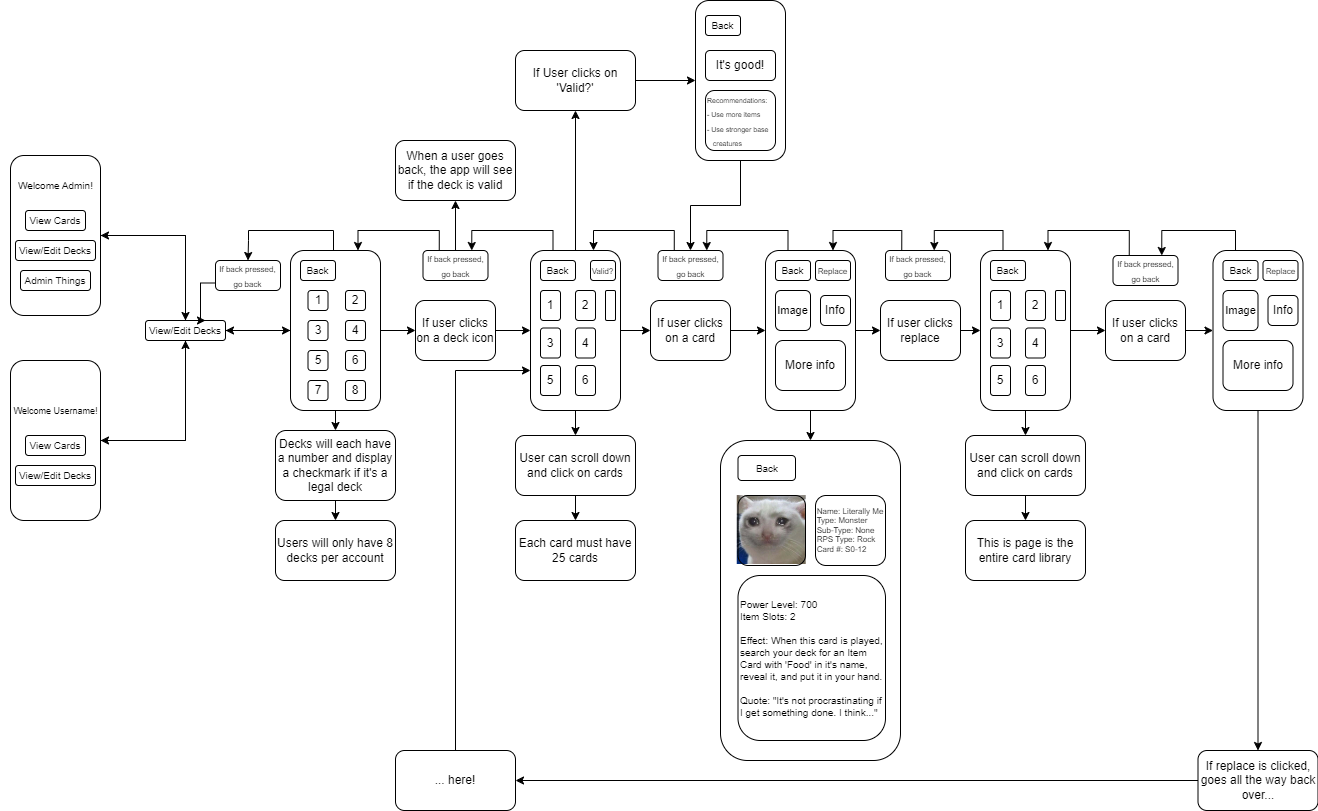 Back
It's good!
Recommendations:
- Use more items
- Use stronger base
creatures
If User clicks on
'Valid?'
When a user goes
back, the app will see
if the deck is valid
Welcome Admin!
View Cards
View/Edit Decks
Admin Things
If back pressed,
go back
View/Edit Decks
Welcome Username!
View Cards
View/Edit Decks
Back
1
2
3
4
5
6
7
8
Decks will each have
a number and display
a checkmark if it's a
legal deck
Users will only have 8
decks per account
If back pressed,
go back
If user clicks
on a deck icon
Back
Valid?
1
2
3
4
5
6
User can scroll down
and click on cards
Each card must have
25 cards
If back pressed,
go back
If user clicks
on a card
Back
Replace
Image
Info
More info
Back
Name: Literally Me
Type: Monster
Sub-Type: None
RPS Type: Rock
Card #: S0-12
Power Level: 700
Item Slots: 2
Effect: When this card is played,
search your deck for an Item
Card with 'Food' in it's name,
reveal it, and put it in your hand.
Quote: "It's not procrastinating if
I get something done. I think..."
If back pressed,
go back
If user clicks
replace
Back
1
2
3
4
5
6
User can scroll down
and click on cards
This is page is the
entire card library
If back pressed,
go back
If user clicks
on a card
Back
Replace
Image
Info
More info
If replace is clicked,
goes all the way back
over...
... here!